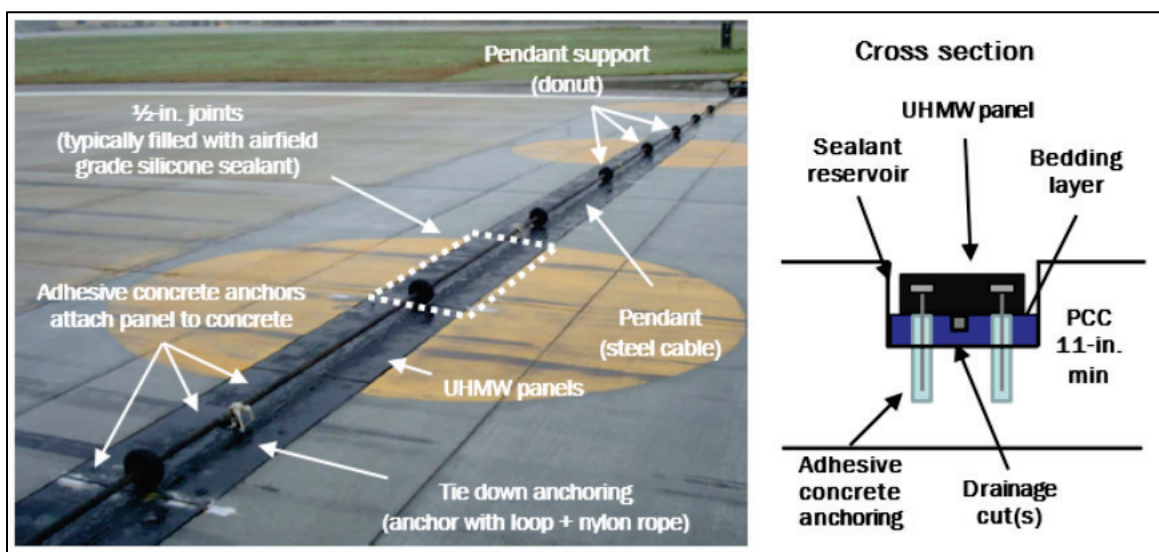 Pendant support
(donut)
½-in. joints
(typically filled with airfield
grade silicone sealant)
Adhesive concrete anchors
attach panel to concrete
Pendant
(steel cable)
UHMW panels
Tie down anchoring
(anchor with loop + nylon rope)
Cross section
UHMW panel
Sealant
reservoir
Bedding
layer
PCC
11-in.
min
Adhesive
concrete
anchoring
Drainage
cut(s)